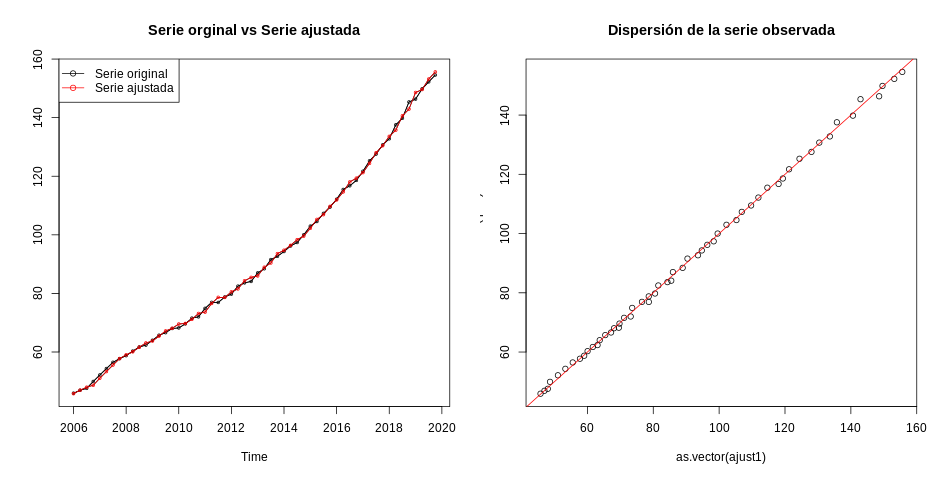 Serie orginal vs Serie ajustada
Serie original
Serie ajustada
160
140
120
100
80
60
2006 2008 2010 2012 2014 2016 2018 2020
Time
Dispersión de la serie observada
140
120
100
80
60
60 80 100 120 140 160
as.vector(ajust1)